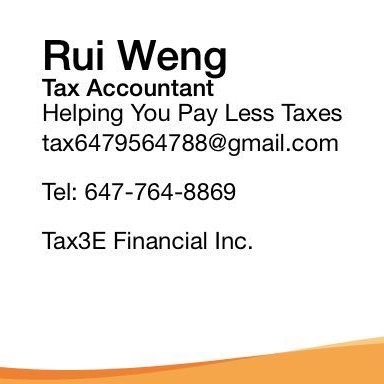 Rui Weng
Tax Accountant
Helping You Pay Less Taxes
tax6479564788@gmail.com
Tel: 647-764-8869
Tax3E Financial Inc.